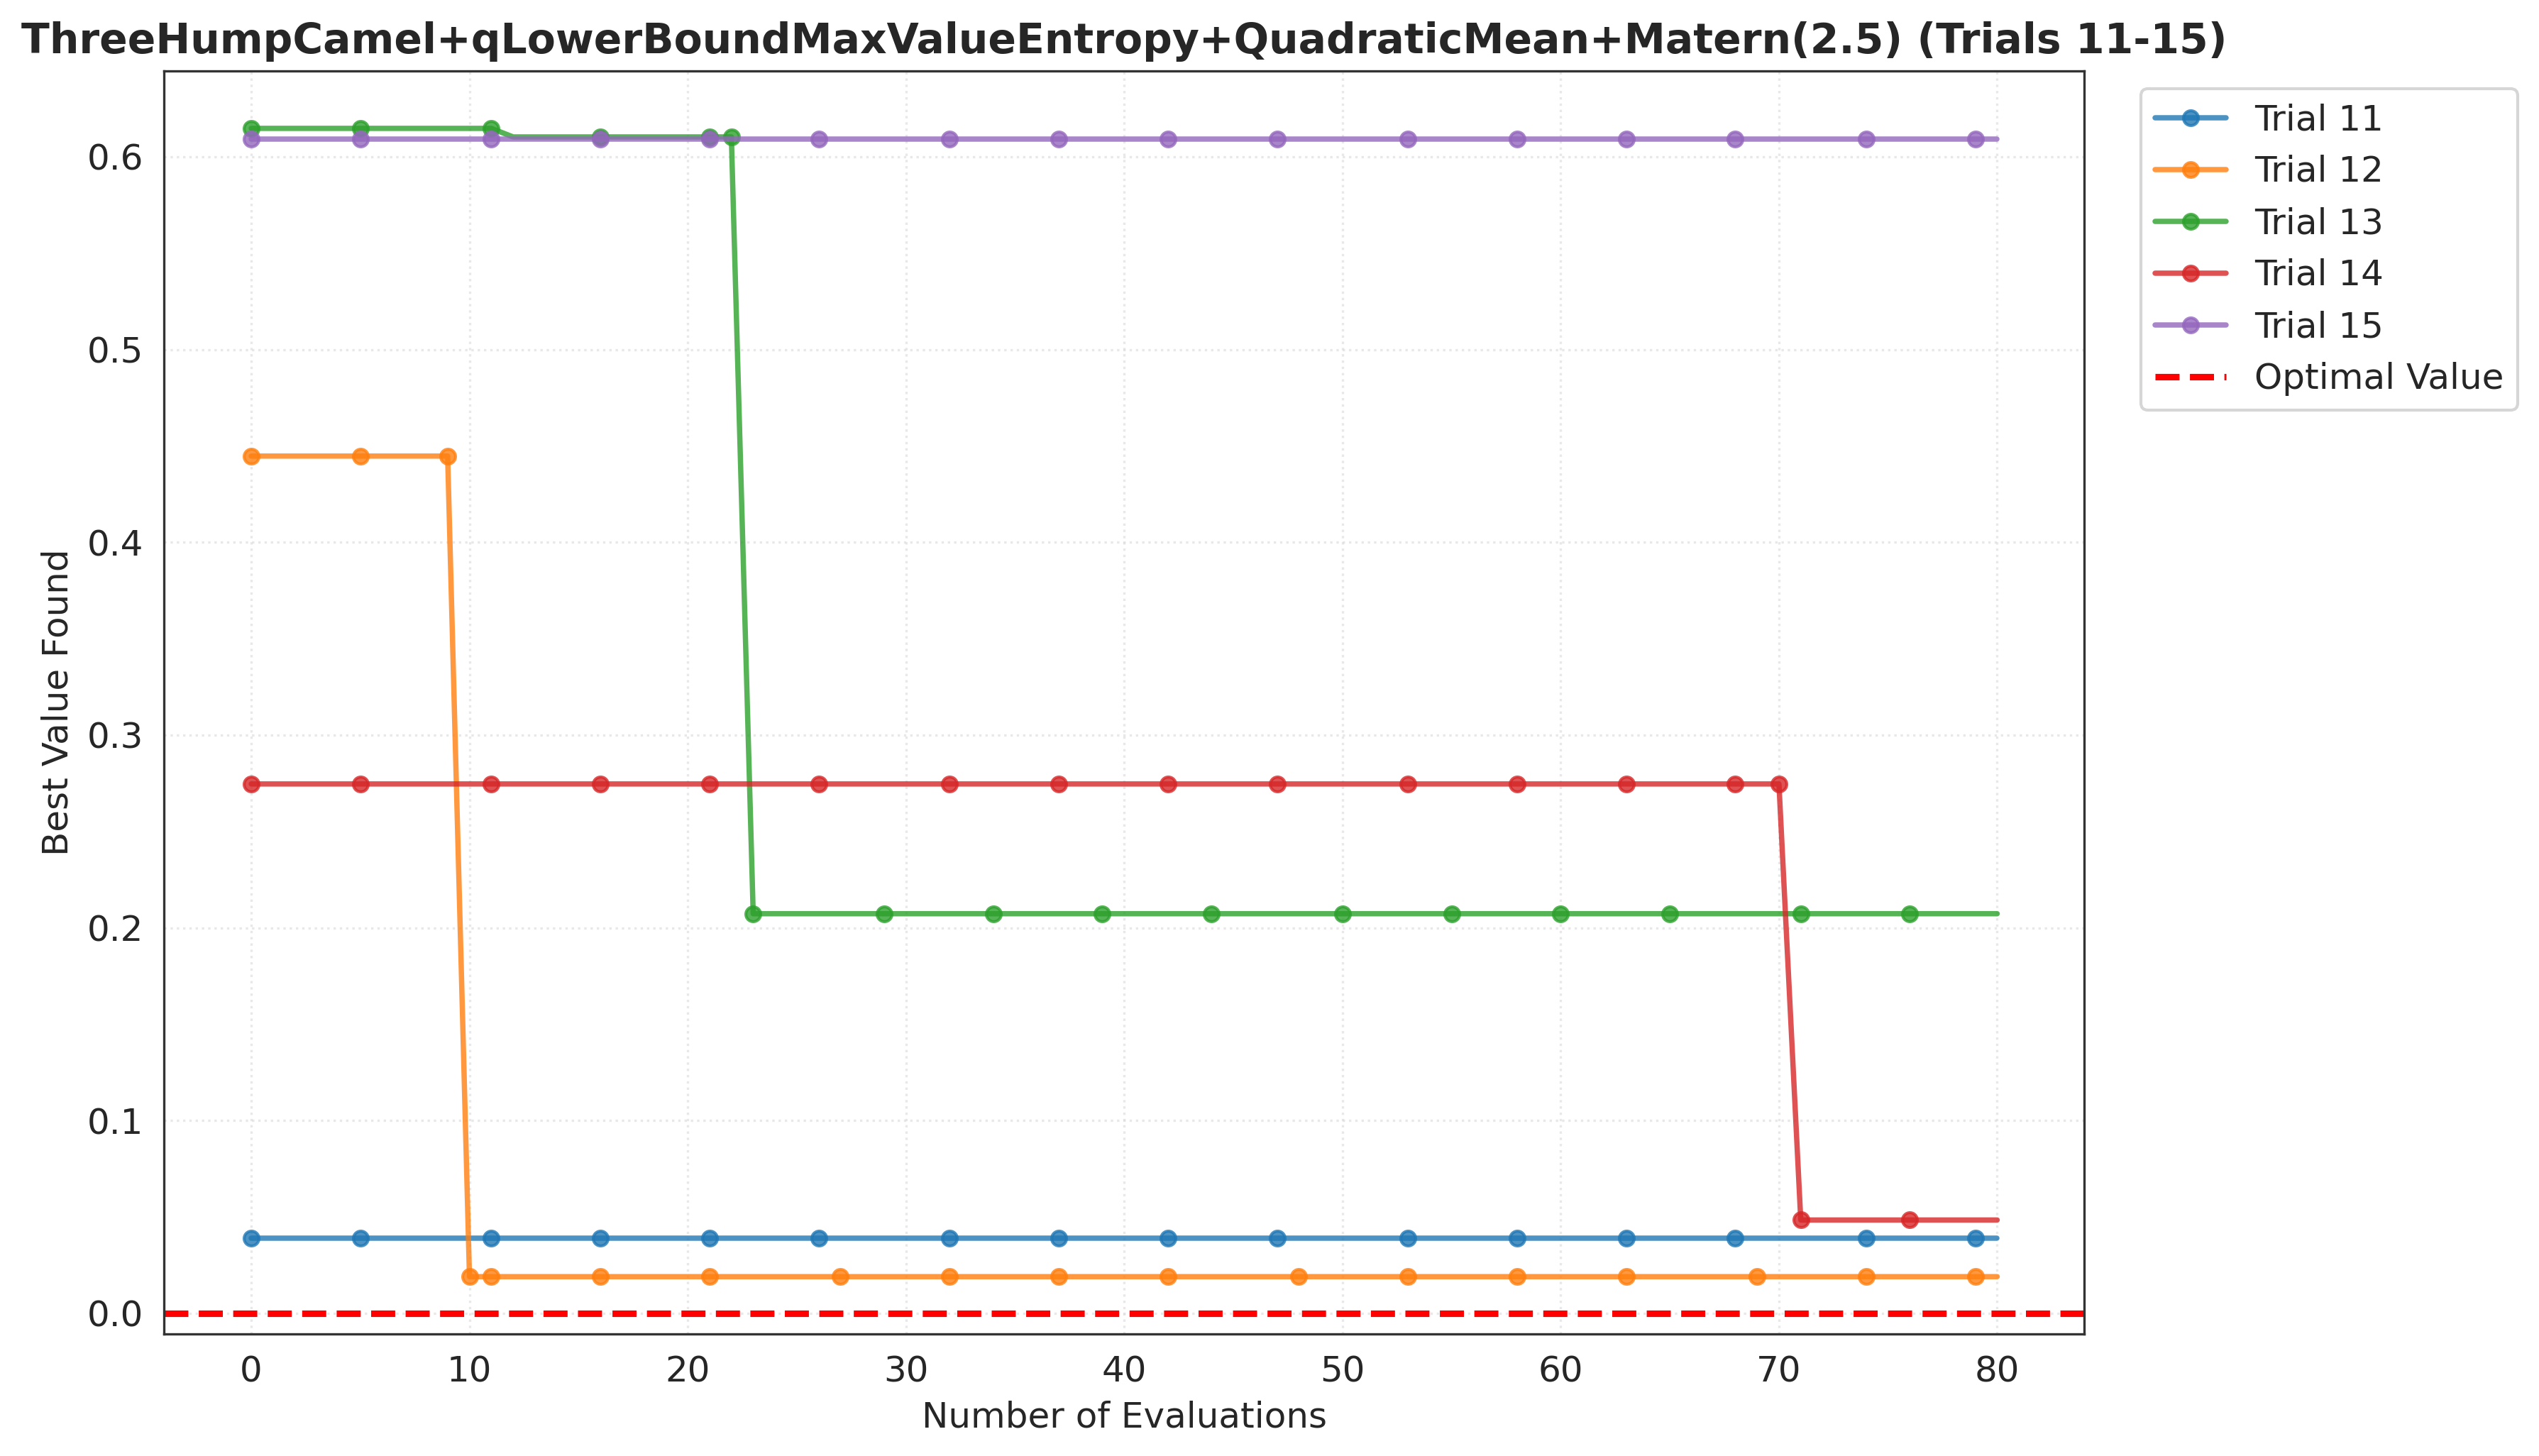 ThreeHumpCamel+qLowerBoundMaxValueEntropy+QuadraticMean+Matern(2.5) (Trials 11-15)
Trial 11
Trial 12
Trial 13
Trial 14
Trial 15
Optimal Value
Best Value Found
0.6
0.5
0.4
0.3
0.2
0.1
0.0
0 10 20 30 40 50 60 70 80
Number of Evaluations